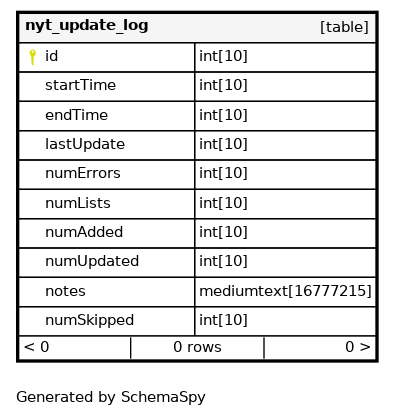 nyt_update_log [table]
id int[10]
startTime int[10]
endTime int[10]
lastUpdate int[10]
numErrors int[10]
numLists int[10]
numAdded int[10]
numUpdated int[10]
notes mediumtext[16777215]
numSkipped int[10]
< 0 0 rows 0 >
Generated by SchemaSpy